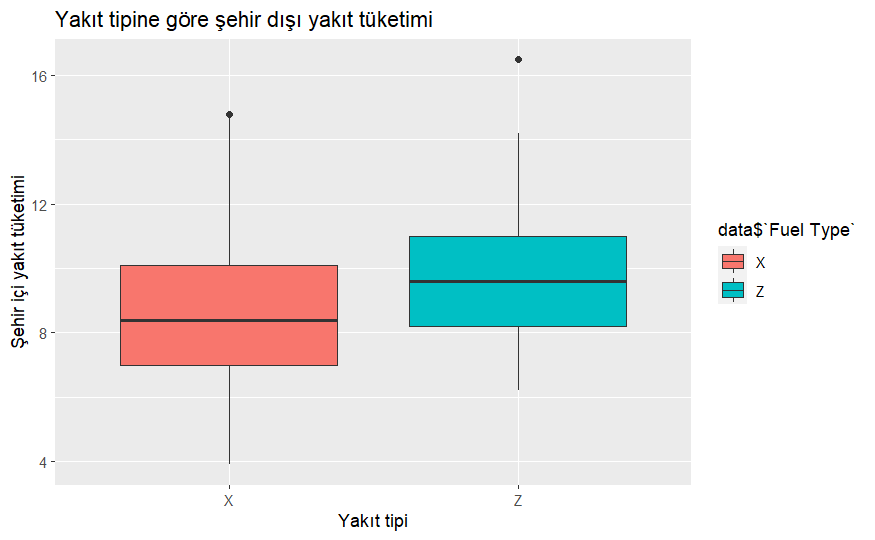 Yakıt tipine göre şehir dışı yakıt tüketimi
Şehir içi yakıt tüketimi
16
12
8
4
X
Z
Yakıt tipi
data$`Fuel Type`
X
Z